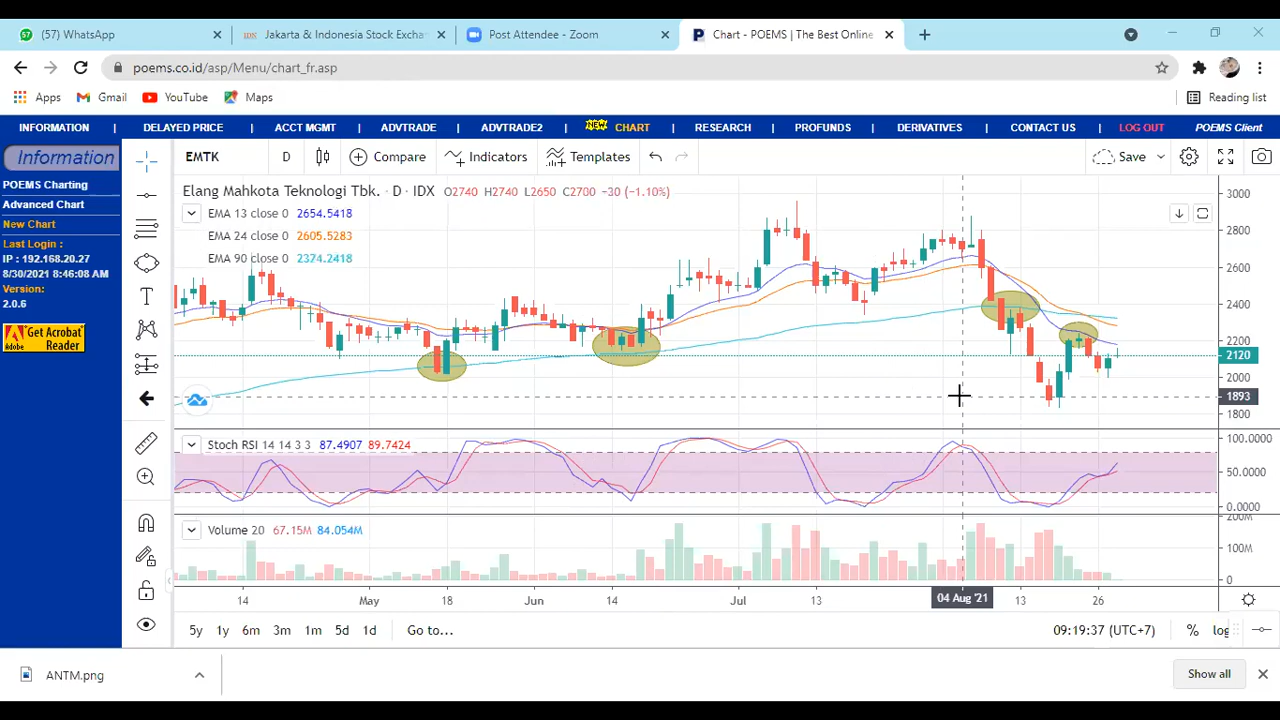 (57) WhatsApp
Jakarta & Indonesia Stock Excha
Post Attendee - Zoom
Chart - POEMS | The Best Online
poems.co.id/asp/Menu/chart_fr.asp
Apps Gmail YouTube Maps Reading list
INFORMATION | DELAYED PRICE | ACCT MGMT | ADVTRADE | ADVTRADE2 | NEW CHART | RESEARCH | PROFUNDS | DERIVATIVES | CONTACT US | LOG OUT POEMS Client
Information
POEMS Charting
Advanced Chart
New Chart
Last Login :
IP : 192.168.20.27
8/30/2021 8:46:08 AM
Version:
2.0.6
Get Acrobat
Reader
Adobe
EMTK D Compare Indicators Templates Save
Elang Mahkota Teknologi Tbk. · D · IDX O2740 H2740 L2650 C2700 −30 (−1.10%)
EMA 13 close 0 2654.5418
EMA 24 close 0 2605.5283
EMA 90 close 0 2374.2418
3000
2800
2600
2400
2200
2120
2000
1893
1800
Stoch RSI 14 14 3 3 87.4907 89.7424
100.0000
50.0000
0.0000
Volume 20 67.15M 84.054M
200M
100M
0
14 May 18 Jun 14 Jul 13 04 Aug '21 13 26
5y 1y 6m 3m 1m 5d 1d Go to... 09:19:37 (UTC+7) % log
ANTM.png Show all